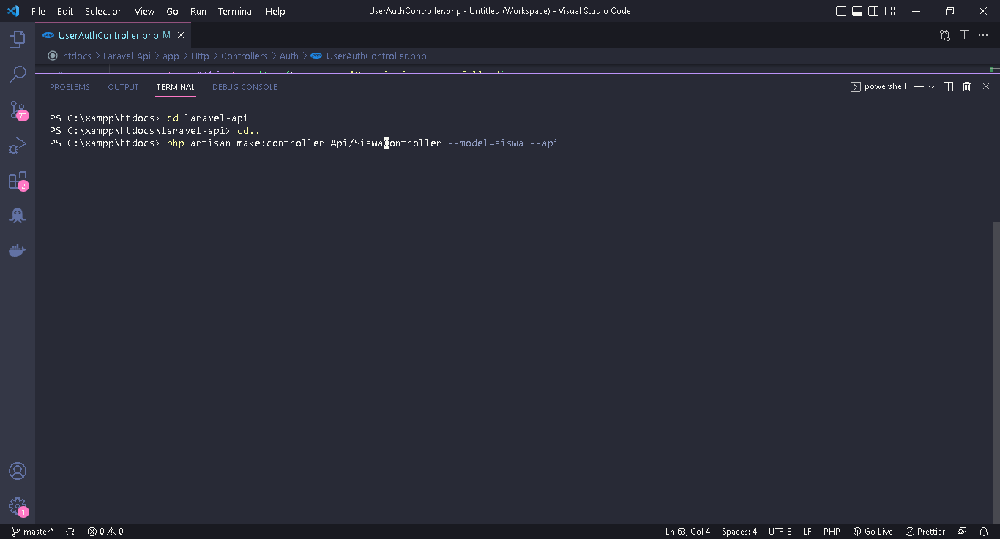 File Edit Selection View Go Run Terminal Help UserAuthController.php - Untitled (Workspace) - Visual Studio Code
php UserAuthController.php M
htdocs > Laravel-Api > app > Http > Controllers > Auth > php UserAuthController.php
PROBLEMS OUTPUT TERMINAL DEBUG CONSOLE powershell
PS C:\xampp\htdocs> cd laravel-api
PS C:\xampp\htdocs\laravel-api> cd..
PS C:\xampp\htdocs> php artisan make:controller Api/SiswaController --model=siswa --api
70
2
1
master* 0 0 Ln 63, Col 4 Spaces: 4 UTF-8 LF PHP Go Live Prettier